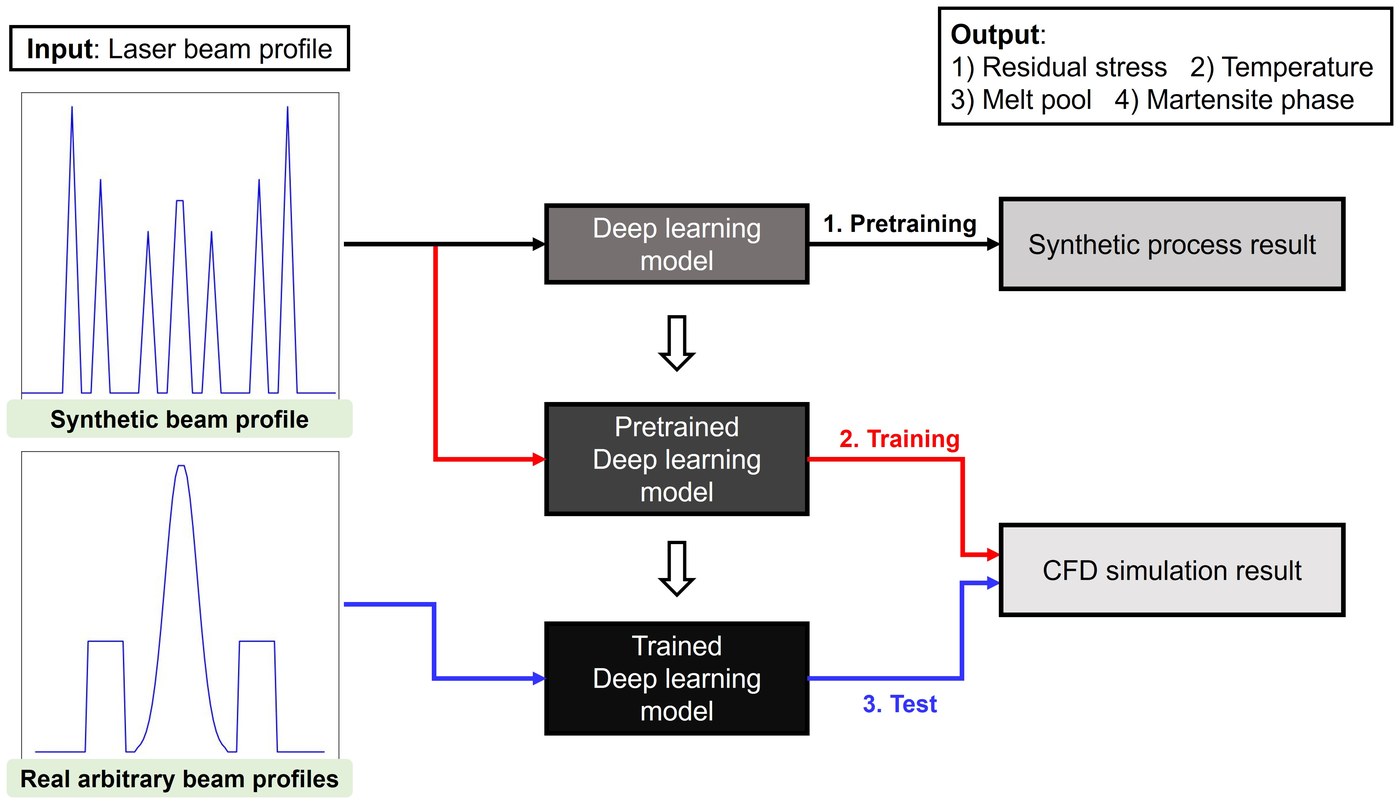 Input: Laser beam profile
Output:
1) Residual stress 2) Temperature
3) Melt pool 4) Martensite phase
Synthetic beam profile
Deep learning
model
1. Pretraining
Synthetic process result
Pretrained
Deep learning
model
2. Training
CFD simulation result
Real arbitrary beam profiles
Trained
Deep learning
model
3. Test